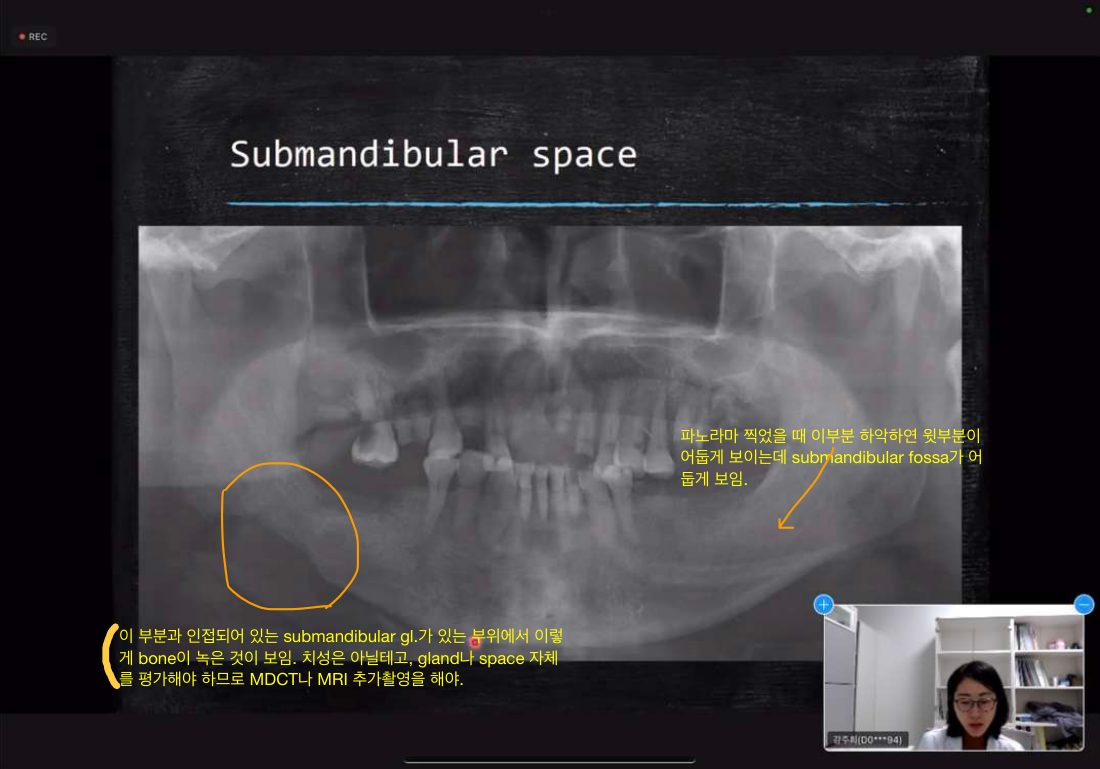 REC
Submandibular space
파노라마 찍었을 때 이부분 하악하연 윗부분이
어둡게 보이는데 submandibular fossa가 어
둡게 보임.
이 부분과 인접되어 있는 submandibular gl.가 있는 부위에서 이렇
게 bone이 녹은 것이 보임. 치성은 아닐테고, gland나 space 자체
를 평가해야 하므로 MDCT나 MRI 추가촬영을 해야.
강주희(D0***94)